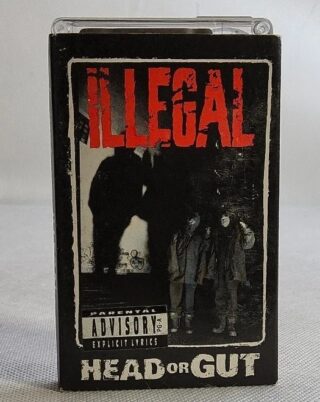 ILLEGAL
PARENTAL
ADVISORY
EXPLICIT LYRICS
HEAD OR GUT